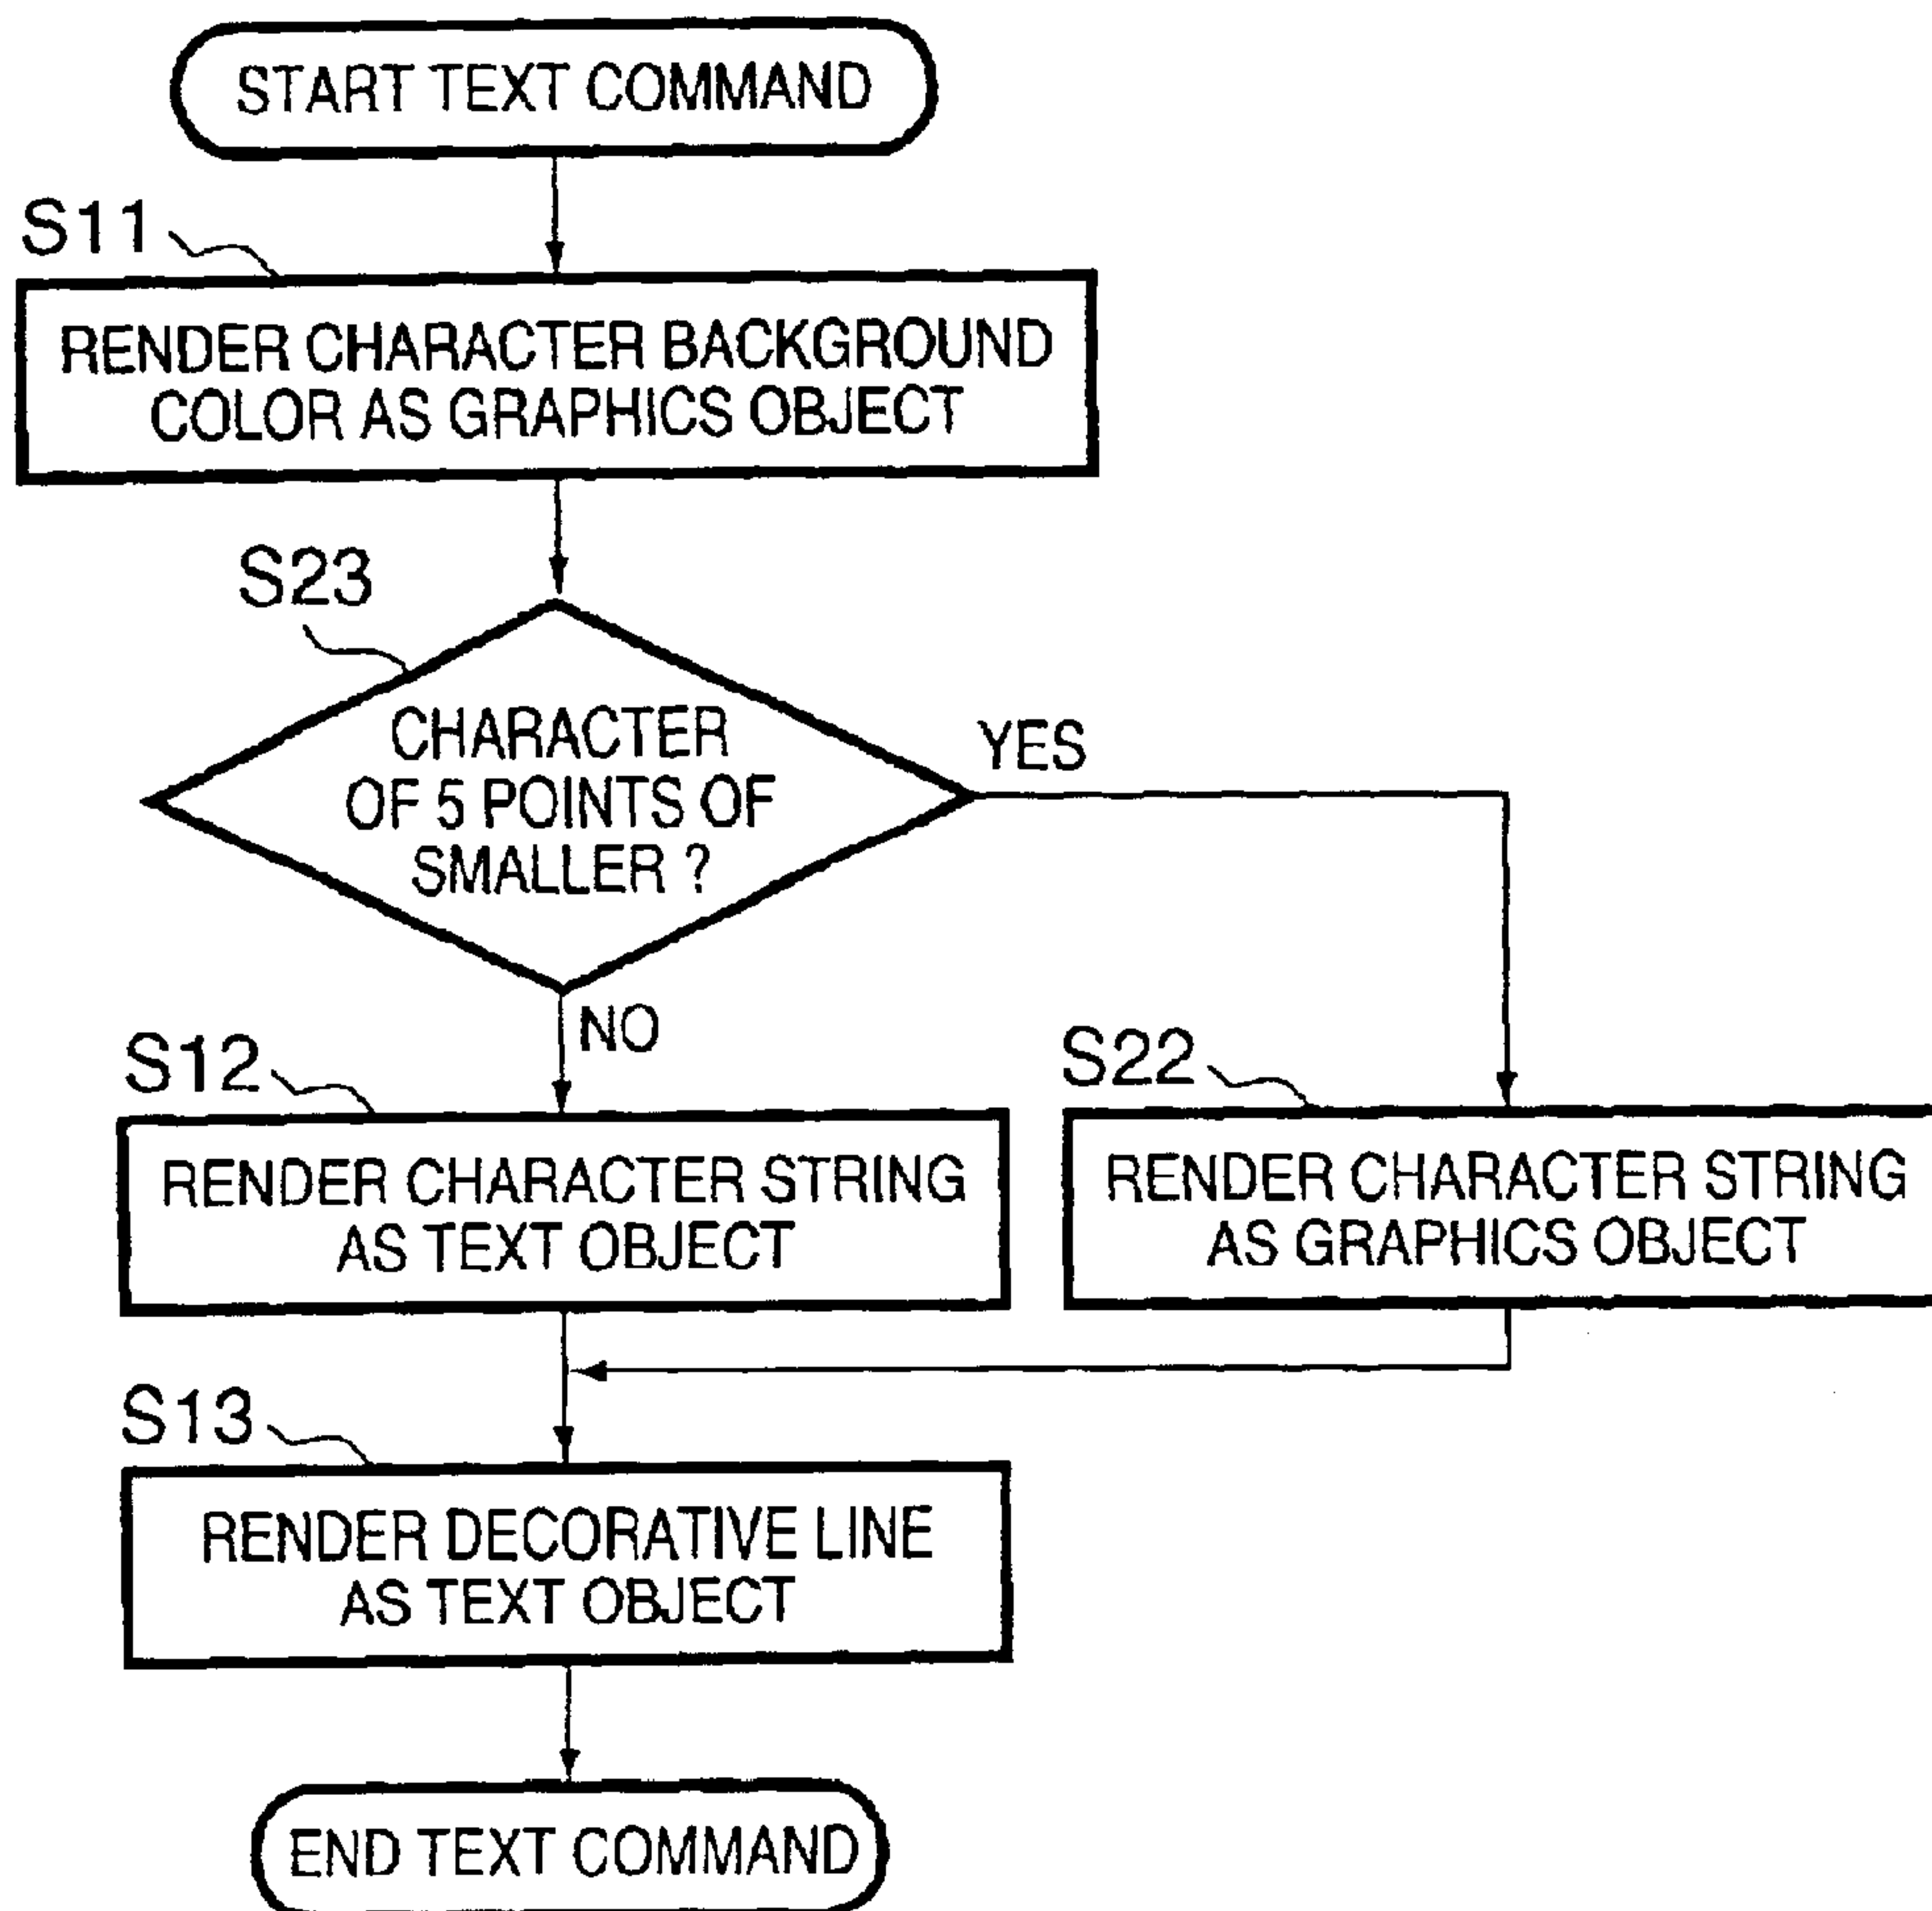 START TEXT COMMAND
S11
RENDER CHARACTER BACKGROUND
COLOR AS GRAPHICS OBJECT
S23
CHARACTER
OF 5 POINTS OF
SMALLER ?
YES
NO
S12
RENDER CHARACTER STRING
AS TEXT OBJECT
S22
RENDER CHARACTER STRING
AS GRAPHICS OBJECT
S13
RENDER DECORATIVE LINE
AS TEXT OBJECT
END TEXT COMMAND